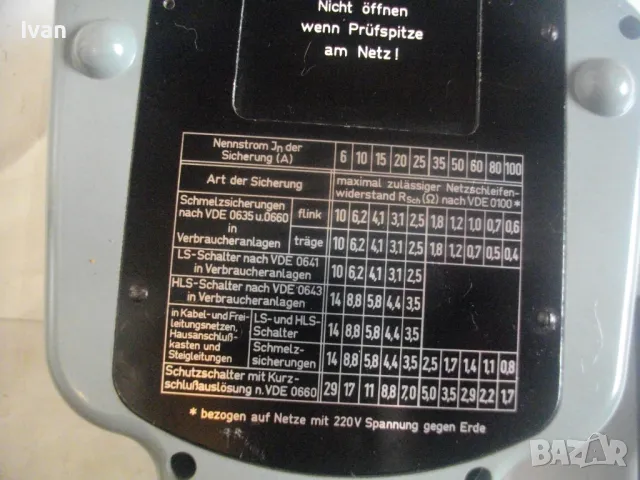 Ivan
Nicht öffnen
wenn Prüfspitze
am Netz!
Nennstrom Jn der
Sicherung (A)
6 10 15 20 25 35 50 60 80 100
Art der Sicherung
maximal zulässiger Netzschleifen-
widerstand RSch (Ω) nach VDE 0100 *
Schmelzsicherungen
nach VDE 0635 u. 0660
in
Verbraucheranlagen
flink
10 6,2 4,1 3,1 2,5 1,8 1,2 1,0 0,7 0,6
träge
10 6,2 4,1 3,1 2,5 1,8 1,2 0,7 0,5 0,4
LS-Schalter nach VDE 0641
in Verbraucheranlagen
10 6,2 4,1 3,1 2,5
HLS-Schalter nach VDE 0643
in Verbraucheranlagen
14 8,8 5,8 4,4 3,5
in Kabel- und Frei-
leitungsnetzen,
Hausanschluß-
kasten und
Steigleitungen
LS- und HLS-
Schalter
14 8,8 5,8 4,4 3,5
Schmelz-
sicherungen
14 8,8 5,8 4,4 3,5 2,5 1,7 1,4 1,1 0,8
Schutzschalter mit Kurz-
schlußauslösung n. VDE 0660
29 17 11 8,8 7,0 5,0 3,5 2,9 2,2 1,7
* bezogen auf Netze mit 220V Spannung gegen Erde
BAZAR